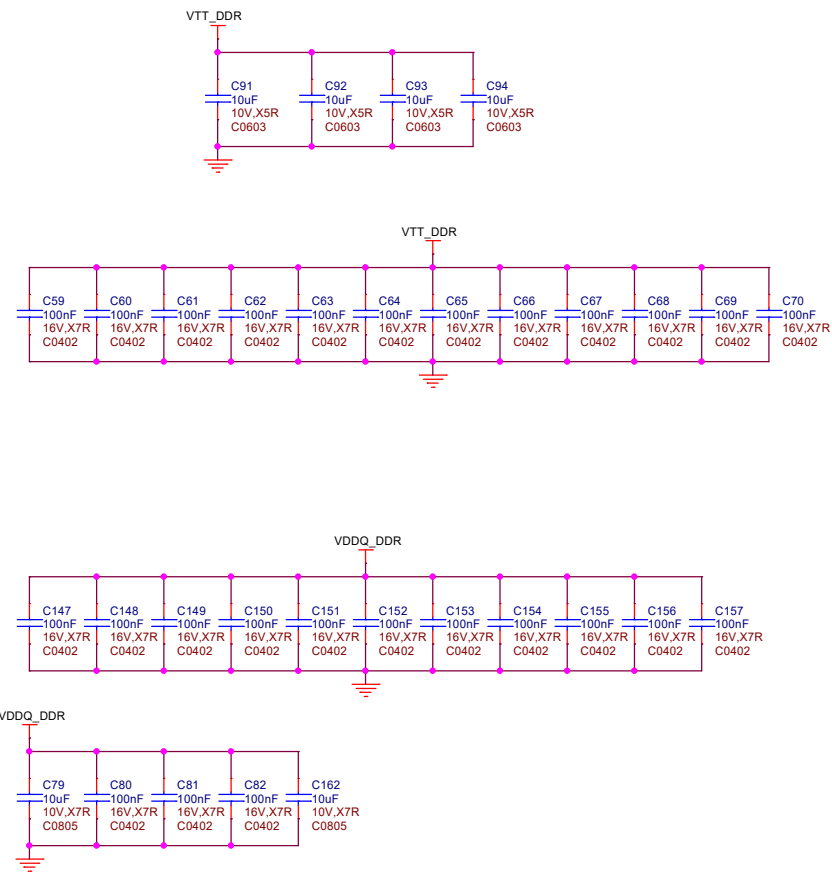 VTT_DDR
C91 C92 C93 C94
10uF 10uF 10uF 10uF
10V,X5R 10V,X5R 10V,X5R 10V,X5R
C0603 C0603 C0603 C0603
VTT_DDR
C59 C60 C61 C62 C63 C64 C65 C66 C67 C68 C69 C70
100nF 100nF 100nF 100nF 100nF 100nF 100nF 100nF 100nF 100nF 100nF 100nF
16V,X7R 16V,X7R 16V,X7R 16V,X7R 16V,X7R 16V,X7R 16V,X7R 16V,X7R 16V,X7R 16V,X7R 16V,X7R 16V,X7R
C0402 C0402 C0402 C0402 C0402 C0402 C0402 C0402 C0402 C0402 C0402 C0402
VDDQ_DDR
C147 C148 C149 C150 C151 C152 C153 C154 C155 C156 C157
100nF 100nF 100nF 100nF 100nF 100nF 100nF 100nF 100nF 100nF 100nF
16V,X7R 16V,X7R 16V,X7R 16V,X7R 16V,X7R 16V,X7R 16V,X7R 16V,X7R 16V,X7R 16V,X7R 16V,X7R
C0402 C0402 C0402 C0402 C0402 C0402 C0402 C0402 C0402 C0402 C0402
VDDQ_DDR
C79 C80 C81 C82 C162
10uF 100nF 100nF 100nF 10uF
10V,X7R 16V,X7R 16V,X7R 16V,X7R 10V,X7R
C0805 C0402 C0402 C0402 C0805